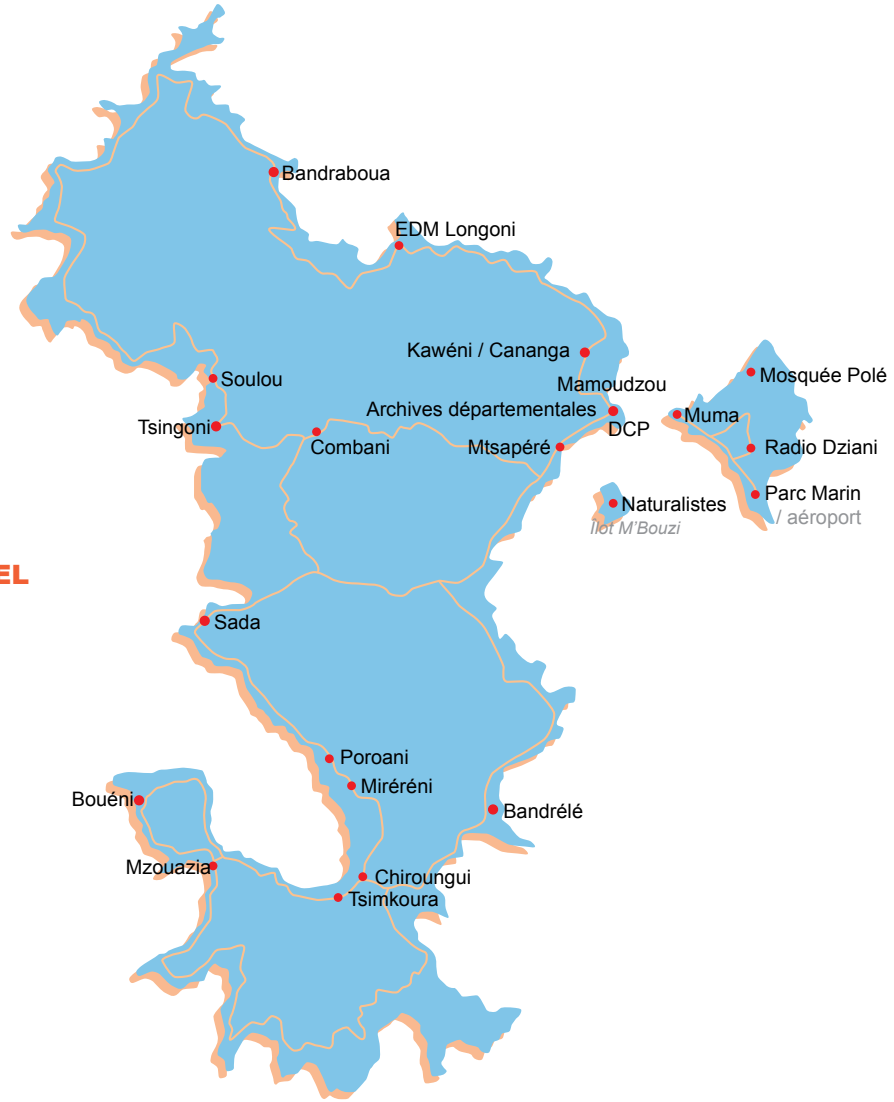 Bandraboua
EDM Longoni
Kawéni / Cananga
Mamoudzou
Mosquée Polé
Soulou
Archives départementales
DCP
Muma
Tsingoni
Combani
Mtsapéré
Radio Dziani
Parc Marin
/ aéroport
Naturalistes
Ilot M'Bouzi
EL
Sada
Poroani
Miréréni
Bouéni
Bandrélé
Mzouazia
Chiroungui
Tsimkoura